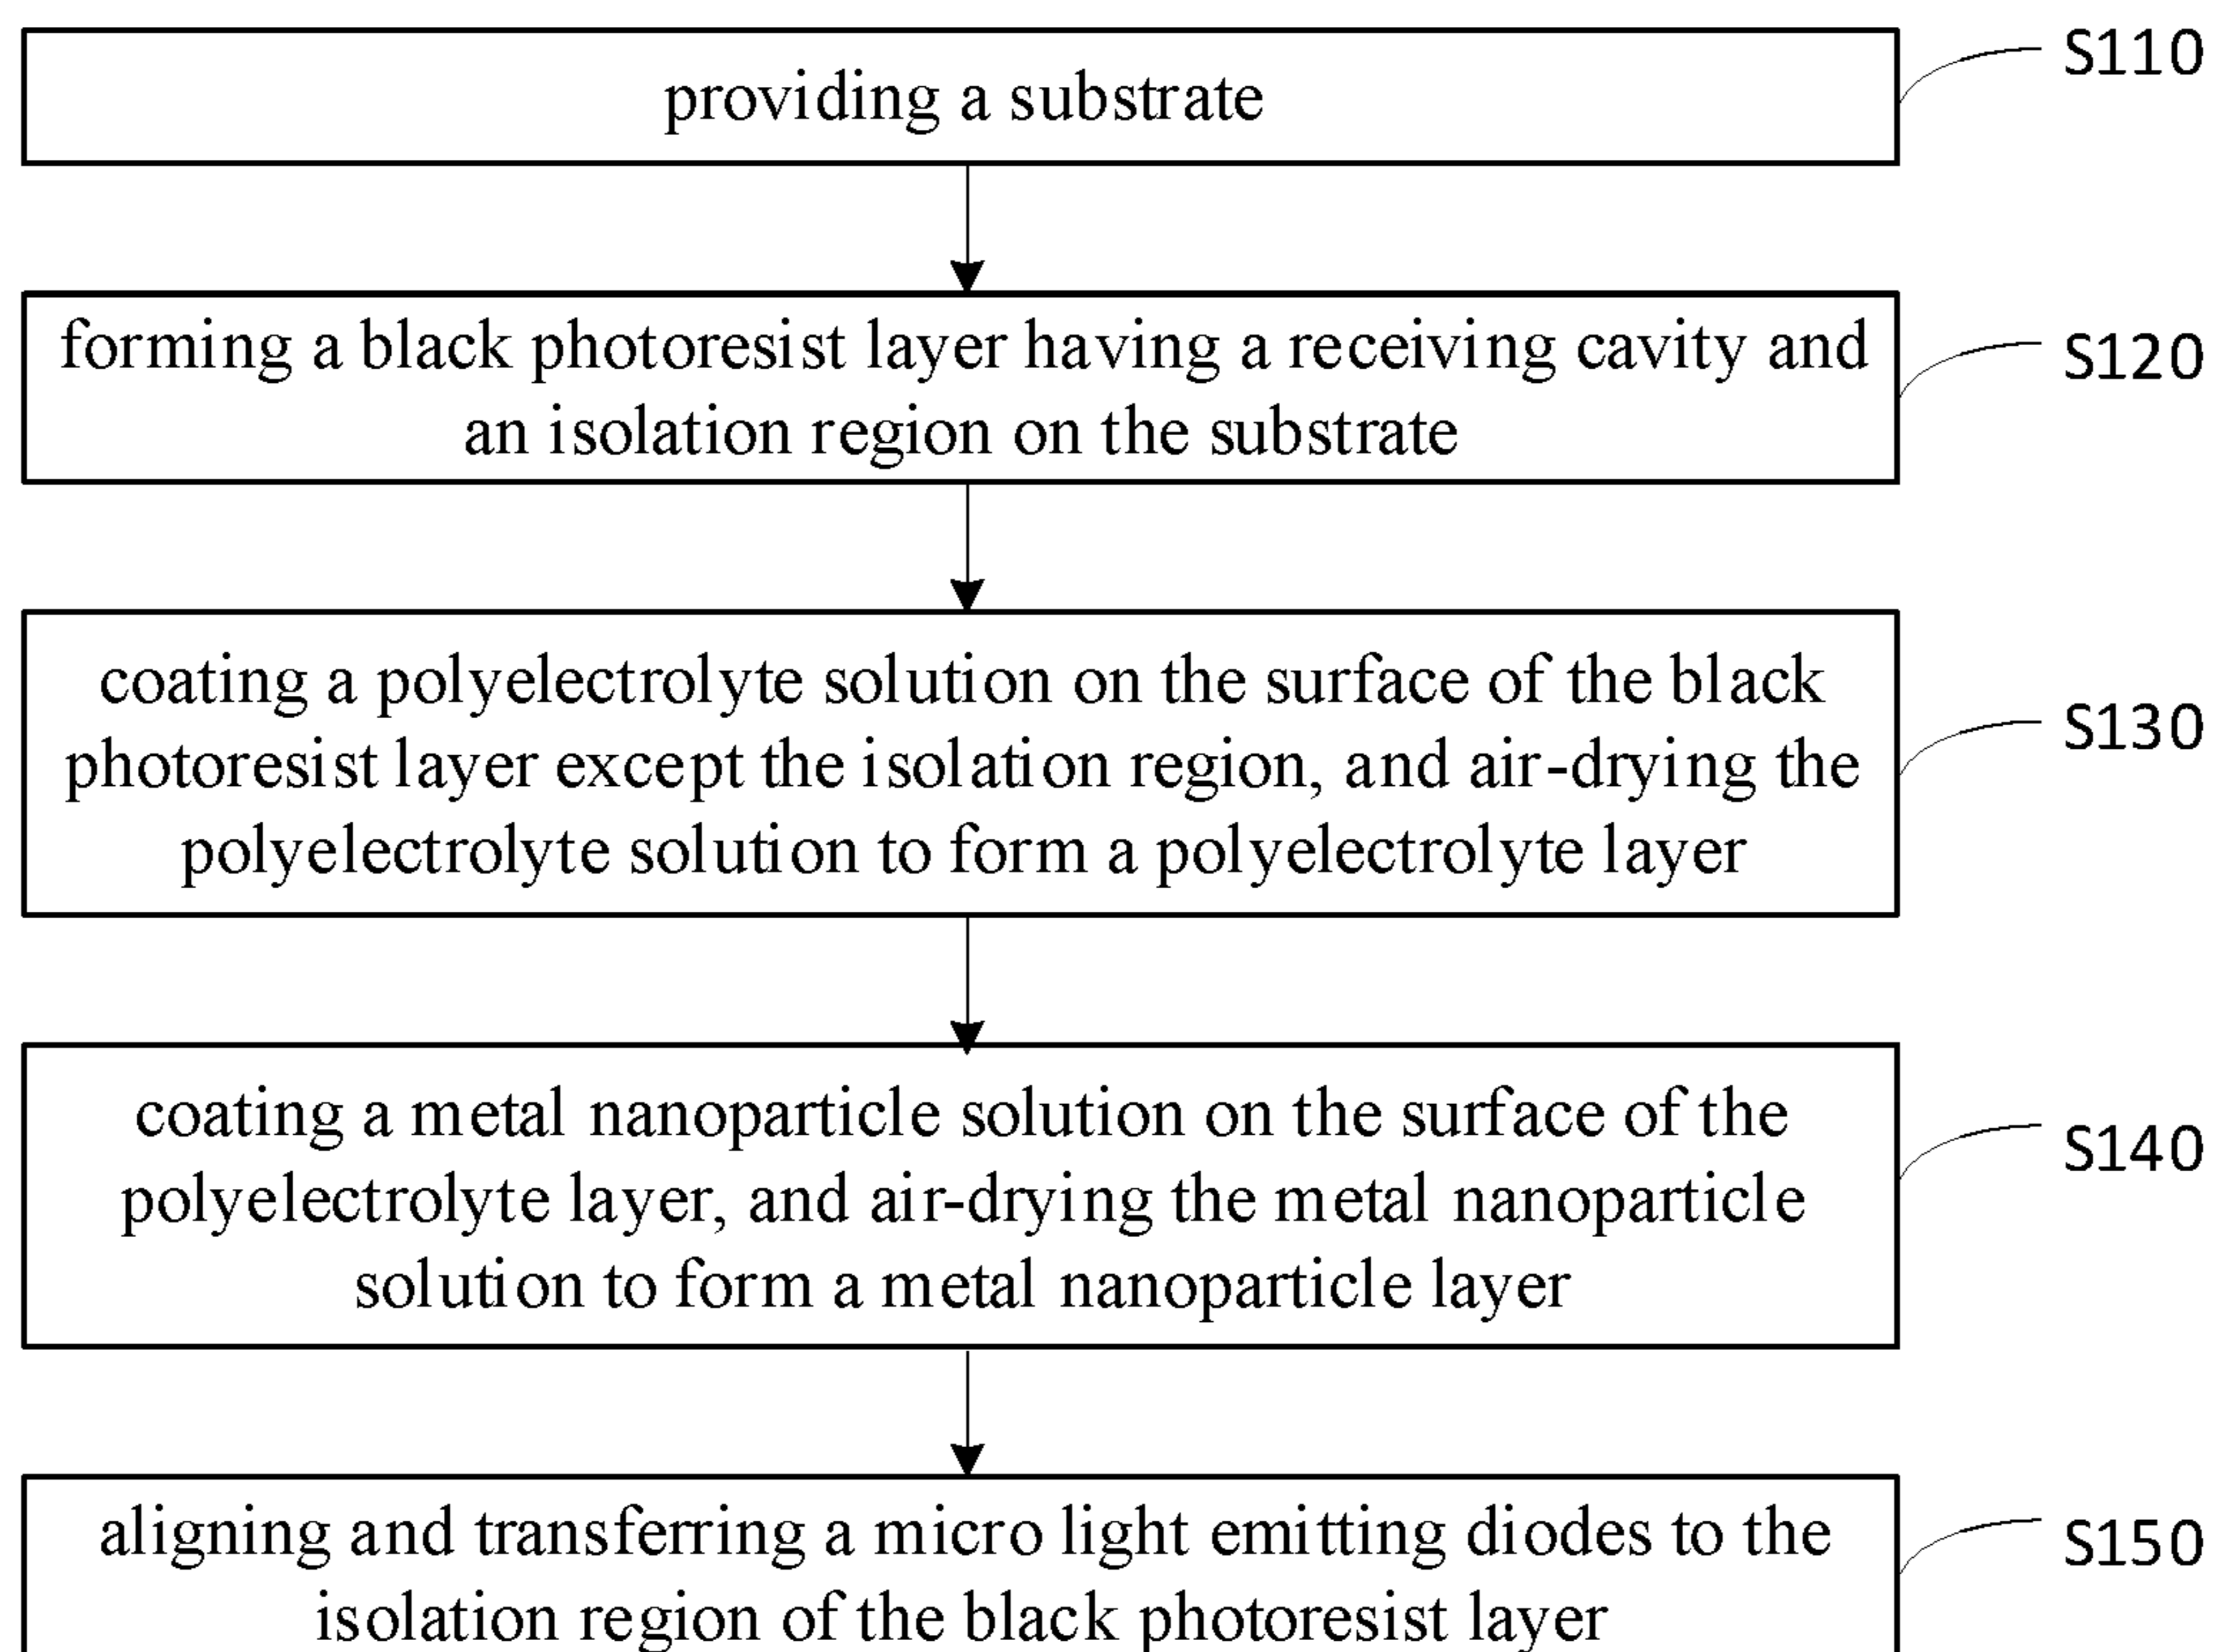 providing a substrate
S110
forming a black photoresist layer having a receiving cavity and
an isolation region on the substrate
S120
coating a polyelectrolyte solution on the surface of the black
photoresist layer except the isolation region, and air-drying the
polyelectrolyte solution to form a polyelectrolyte layer
S130
coating a metal nanoparticle solution on the surface of the
polyelectrolyte layer, and air-drying the metal nanoparticle
solution to form a metal nanoparticle layer
S140
aligning and transferring a micro light emitting diodes to the
isolation region of the black photoresist layer
S150